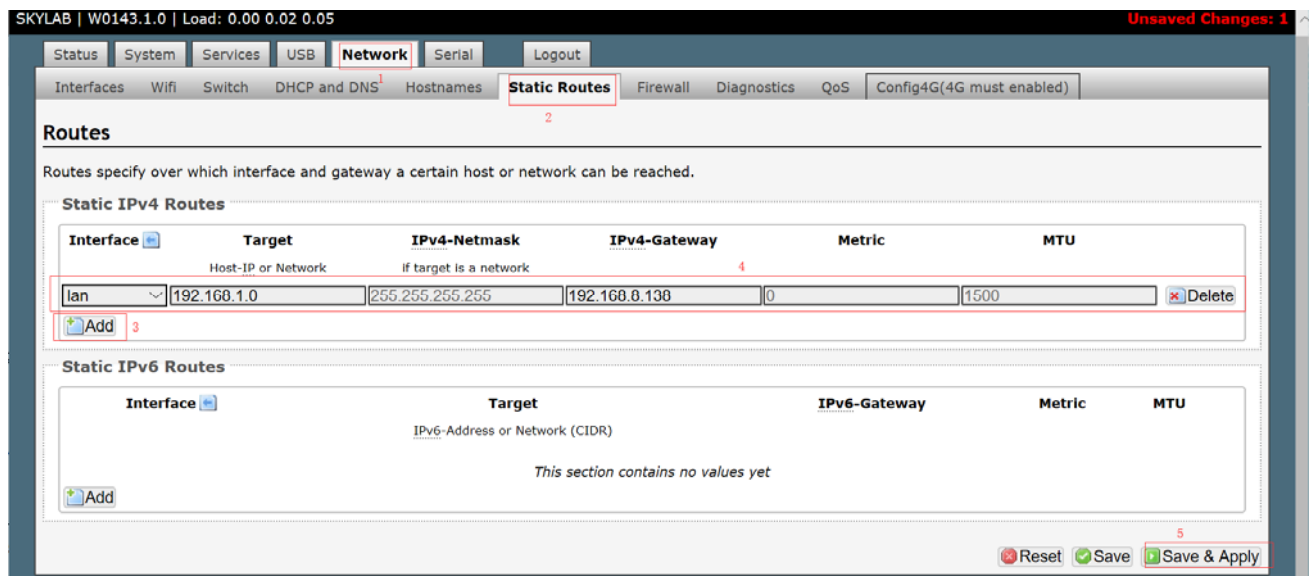 SKYLAB | W0143.1.0 | Load: 0.00 0.02 0.05 Unsaved Changes: 1
Status System Services USB Network Serial Logout
1
Interfaces Wifi Switch DHCP and DNS Hostnames Static Routes Firewall Diagnostics QoS Config4G(4G must enabled)
2
Routes
Routes specify over which interface and gateway a certain host or network can be reached.
Static IPv4 Routes
Interface Target IPv4-Netmask IPv4-Gateway Metric MTU
Host-IP or Network if target is a network 4
lan 192.168.1.0 255.255.255.255 192.168.8.138 0 1500 Delete
Add 3
Static IPv6 Routes
Interface Target IPv6-Gateway Metric MTU
IPv6-Address or Network (CIDR)
This section contains no values yet
Add
5
Reset Save Save & Apply